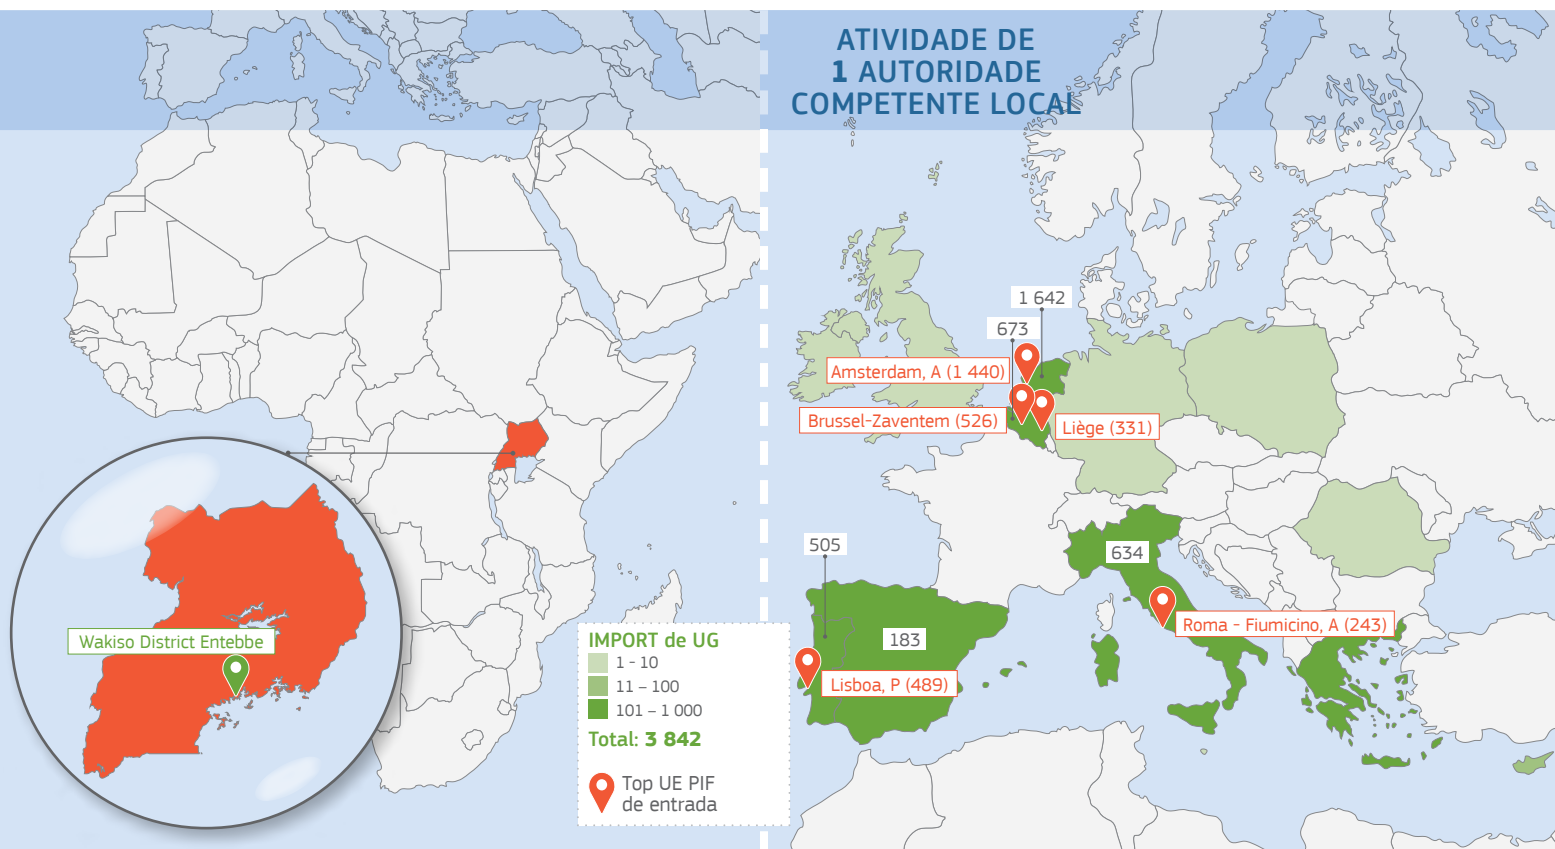 ATIVIDADE DE
1 AUTORIDADE
COMPETENTE LOCAL
1 642
673
Amsterdam, A (1 440)
Brussel-Zaventem (526)
Liège (331)
505
634
183
Roma - Fiumicino, A (243)
Lisboa, P (489)
Wakiso District Entebbe
IMPORT de UG
1 - 10
11 – 100
101 – 1 000
Total: 3 842
Top UE PIF
de entrada